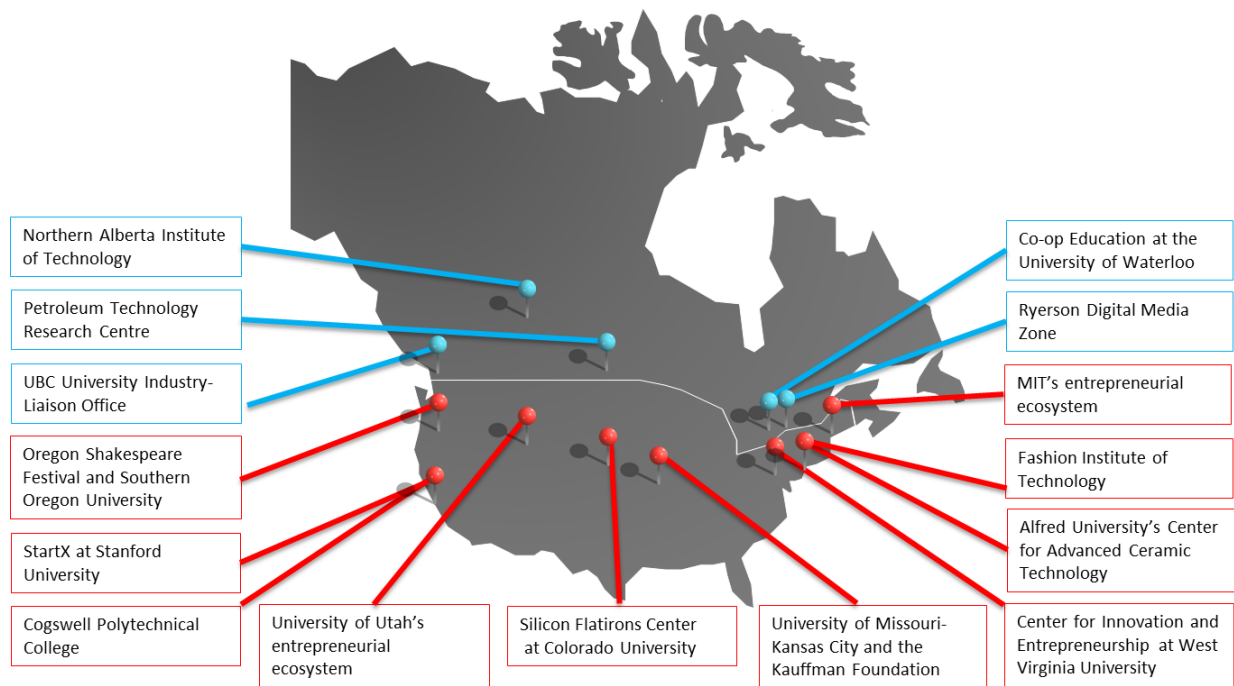 Northern Alberta Institute
of Technology
Petroleum Technology
Research Centre
UBC University Industry-
Liaison Office
Oregon Shakespeare
Festival and Southern
Oregon University
StartX at Stanford
University
Cogswell Polytechnical
College
University of Utah's
entrepreneurial
ecosystem
Silicon Flatirons Center
at Colorado University
University of Missouri-
Kansas City and the
Kauffman Foundation
Co-op Education at the
University of Waterloo
Ryerson Digital Media
Zone
MIT's entrepreneurial
ecosystem
Fashion Institute of
Technology
Alfred University's Center
for Advanced Ceramic
Technology
Center for Innovation and
Entrepreneurship at West
Virginia University